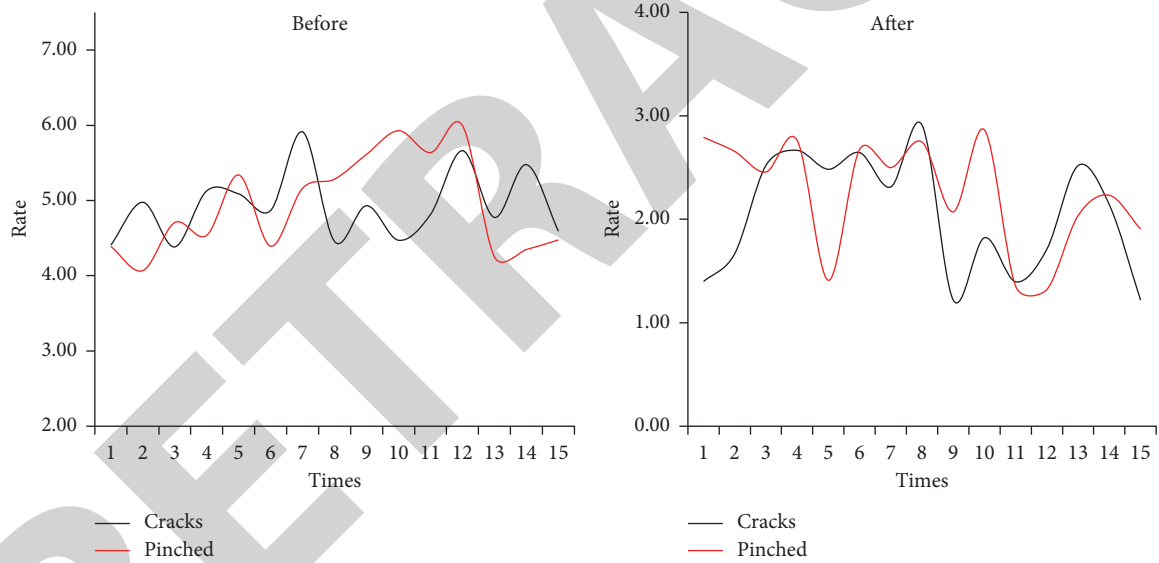 Before
Rate
7.00
6.00
5.00
4.00
3.00
2.00
1 2 3 4 5 6 7 8 9 10 11 12 13 14 15
Times
Cracks
Pinched
After
Rate
4.00
3.00
2.00
1.00
0.00
1 2 3 4 5 6 7 8 9 10 11 12 13 14 15
Times
Cracks
Pinched